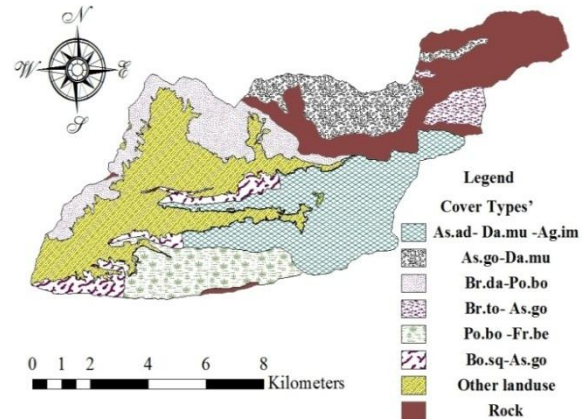 N
W E
S
Legend
Cover Types'
As.ad- Da.mu -Ag.im
As.go-Da.mu
Br.da-Po.bo
Br.to- As.go
Po.bo -Fr.be
Bo.sq-As.go
Other landuse
Rock
0 1 2 4 6 8
Kilometers